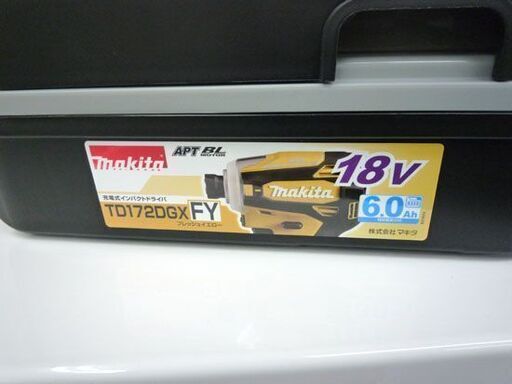 makita
APT BL MOTOR
充電式インパクトドライバ
TD172DGX FY
フレッシュイエロー
makita
18V
6.0Ah
株式会社マキタ